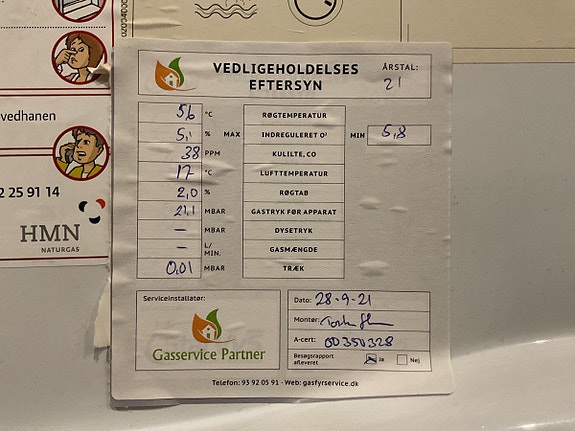 0204000
VEDLIGEHOLDELSES
EFTERSYN
ÅRSTAL:
21
56 °C RØGTEMPERATUR
5,1 % MAX INDREGULERET O² MIN 5,8
38 PPM KULILTE, CO
17 °C LUFTTEMPERATUR
2,0 % RØGTAB
21,1 MBAR GASTRYK FØR APPARAT
– MBAR DYSETRYK
– L/MIN. GASMÆNGDE
0,01 MBAR TRÆK
Serviceinstallatør:
Gasservice Partner
Dato: 28-9-21
Montør:
A-cert: 00350328
Besøgsrapport
afleveret Ja Nej
Telefon: 93 92 05 91 · Web: gasfyrservice.dk
vedhanen
2 25 91 14
HMN
NATURGAS